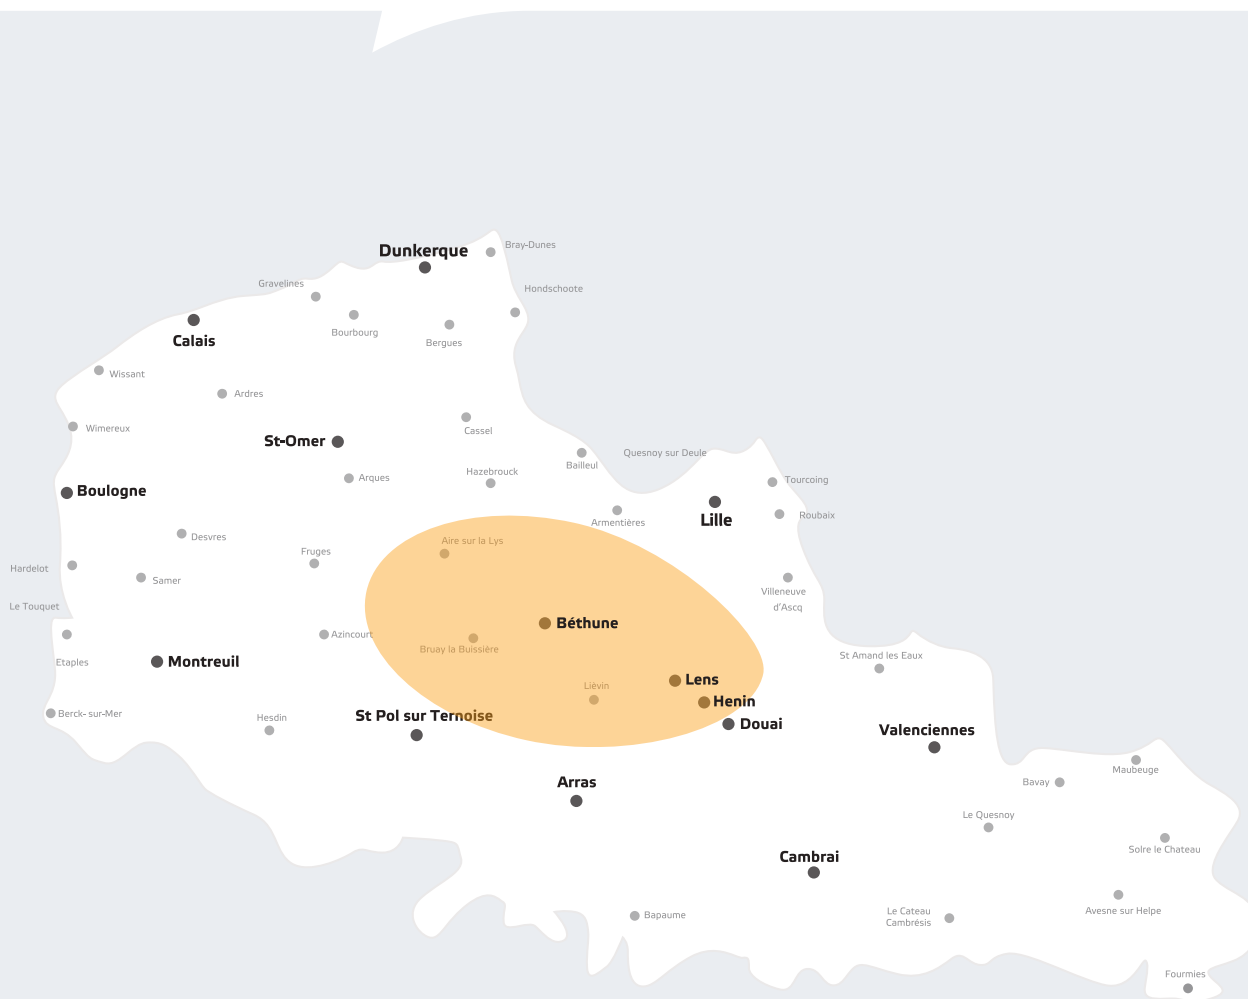 Bray-Dunes
Dunkerque
Gravelines
Hondschoote
Bourbourg
Calais
Bergues
Wissant
Ardres
Wimereux
Cassel
St-Omer
Quesnoy sur Deule
Bailleul
Hazebrouck
Arques
Tourcoing
Boulogne
Roubaix
Lille
Armentières
Desvres
Aire sur la Lys
Fruges
Hardelot
Samer
Villeneuve
d'Ascq
Le Touquet
Béthune
Azincourt
Bruay la Buissière
St Amand les Eaux
Etaples
Montreuil
Lens
Liévin
Henin
Berck- sur-Mer
Hesdin
St Pol sur Ternoise
Douai
Valenciennes
Maubeuge
Arras
Bavay
Le Quesnoy
Solre le Chateau
Cambrai
Le Cateau
Cambrésis
Avesne sur Helpe
Bapaume
Fourmies